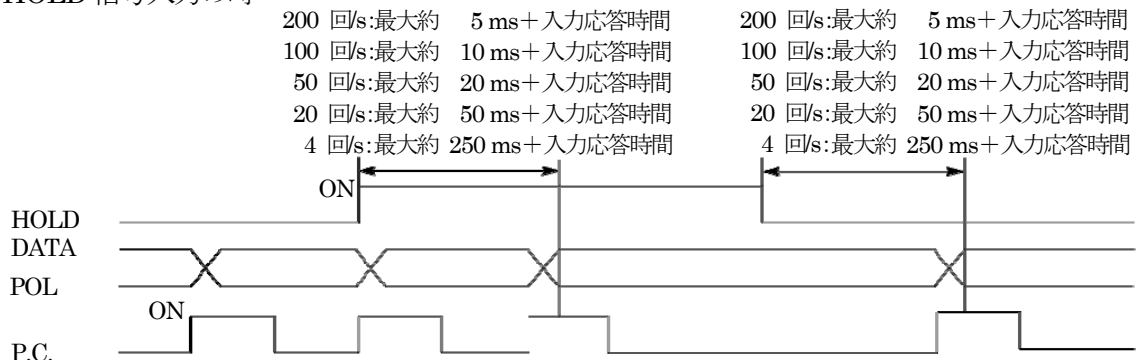 HOLD 信号入力の時
200 回/s:最大約 5 ms+入力応答時間 200 回/s:最大約 5 ms+入力応答時間
100 回/s:最大約 10 ms+入力応答時間 100 回/s:最大約 10 ms+入力応答時間
50 回/s:最大約 20 ms+入力応答時間 50 回/s:最大約 20 ms+入力応答時間
20 回/s:最大約 50 ms+入力応答時間 20 回/s:最大約 50 ms+入力応答時間
4 回/s:最大約 250 ms+入力応答時間 4 回/s:最大約 250 ms+入力応答時間
ON
HOLD
DATA
POL
ON
P.C.